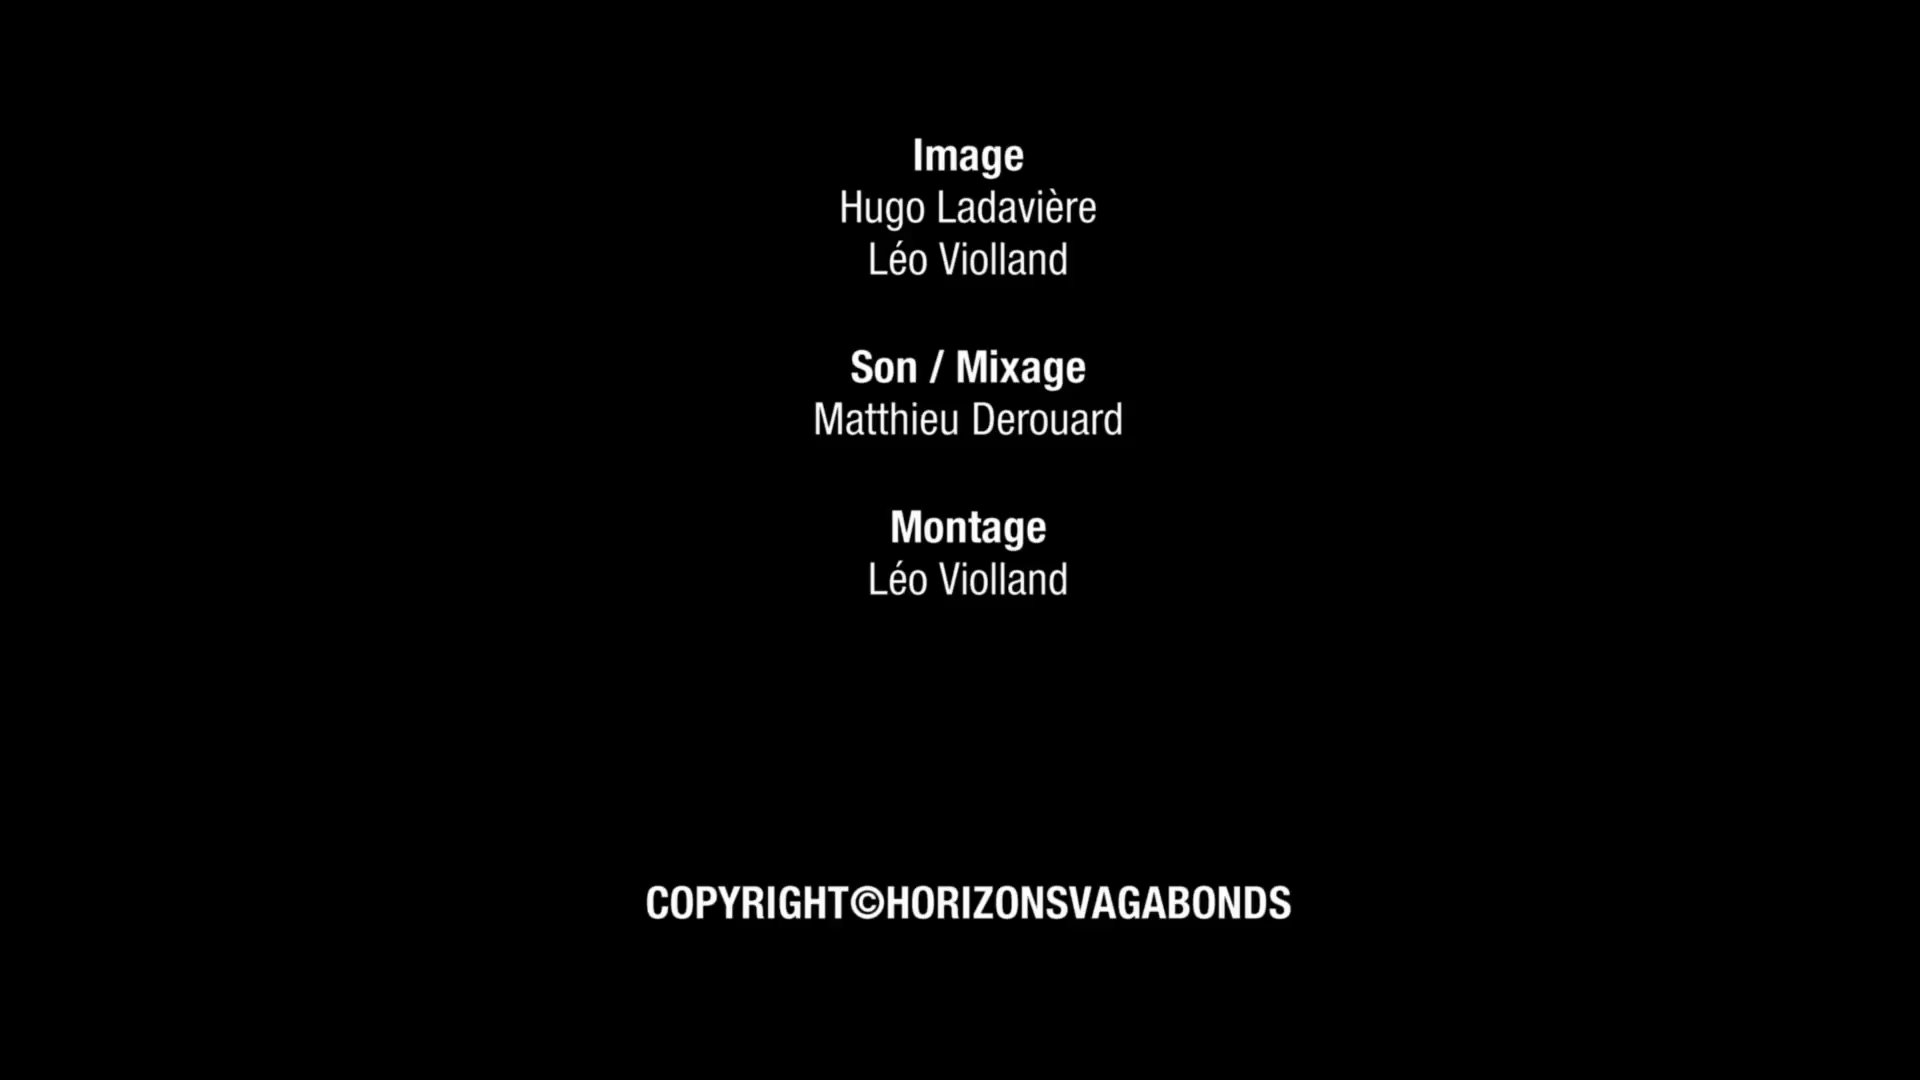 Image
Hugo Ladavière
Léo Violland
Son / Mixage
Matthieu Derouard
Montage
Léo Violland
COPYRIGHT©HORIZONSVAGABONDS